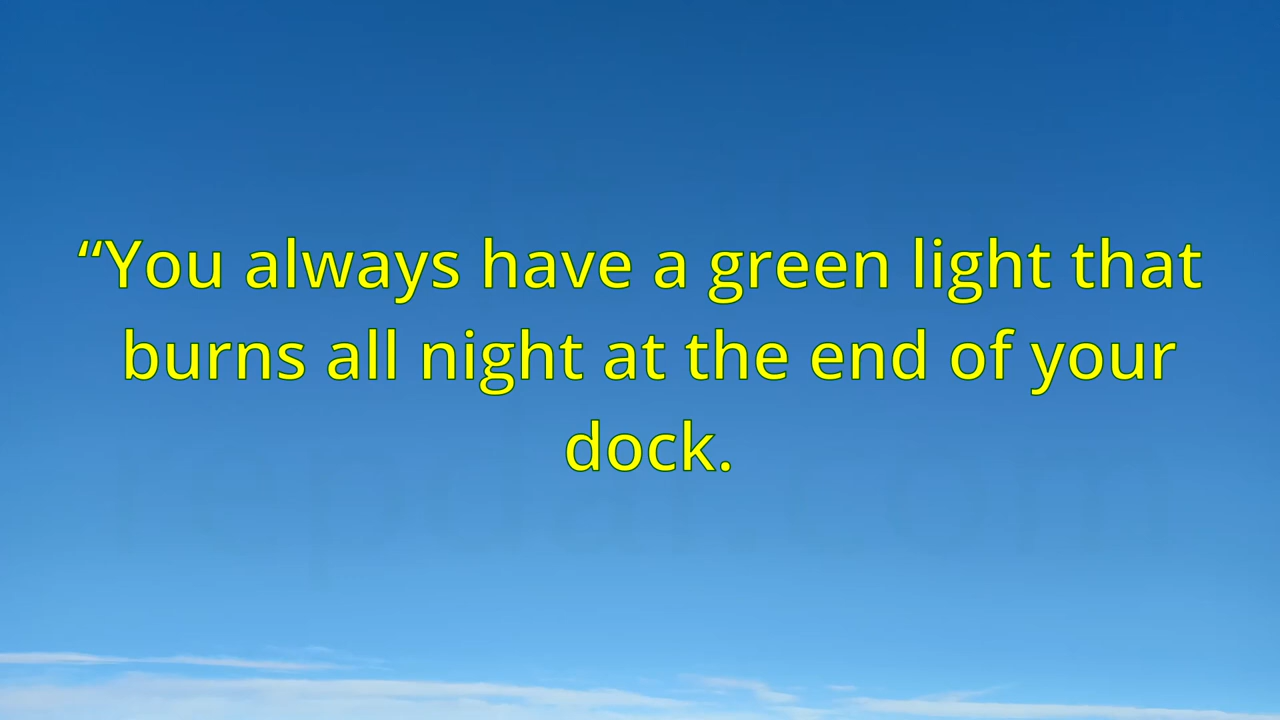 “You always have a green light that
burns all night at the end of your
dock.